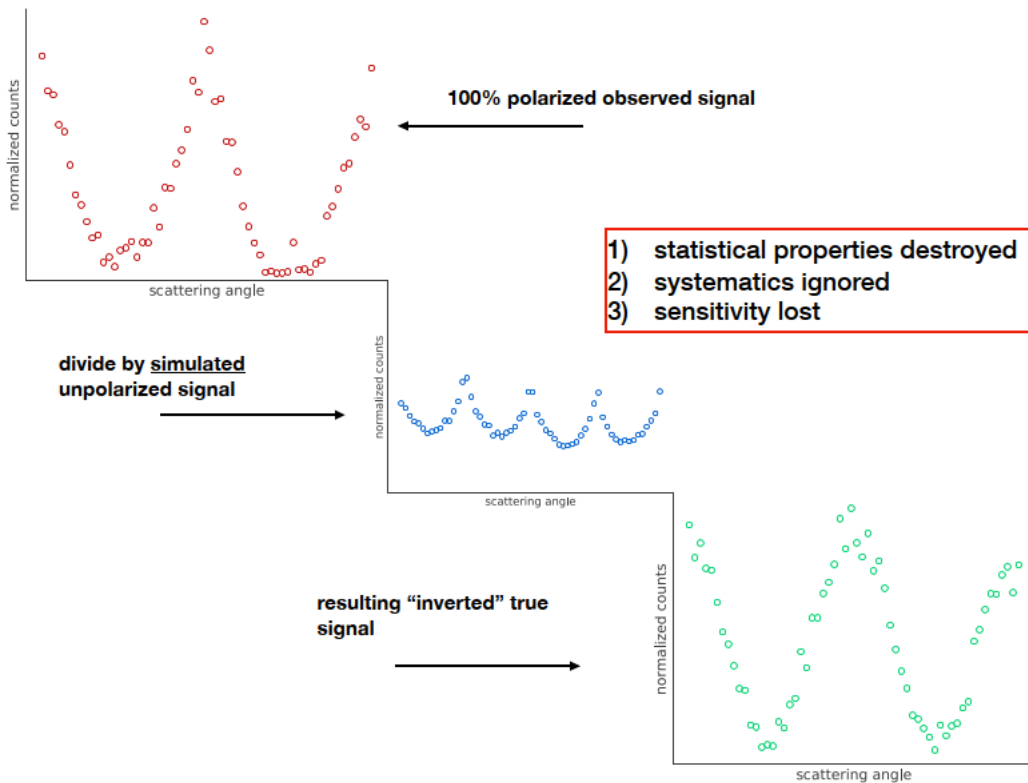 100% polarized observed signal
normalized counts
scattering angle
1) statistical properties destroyed
2) systematics ignored
3) sensitivity lost
divide by simulated
unpolarized signal
normalized counts
scattering angle
resulting “inverted” true
signal
normalized counts
scattering angle